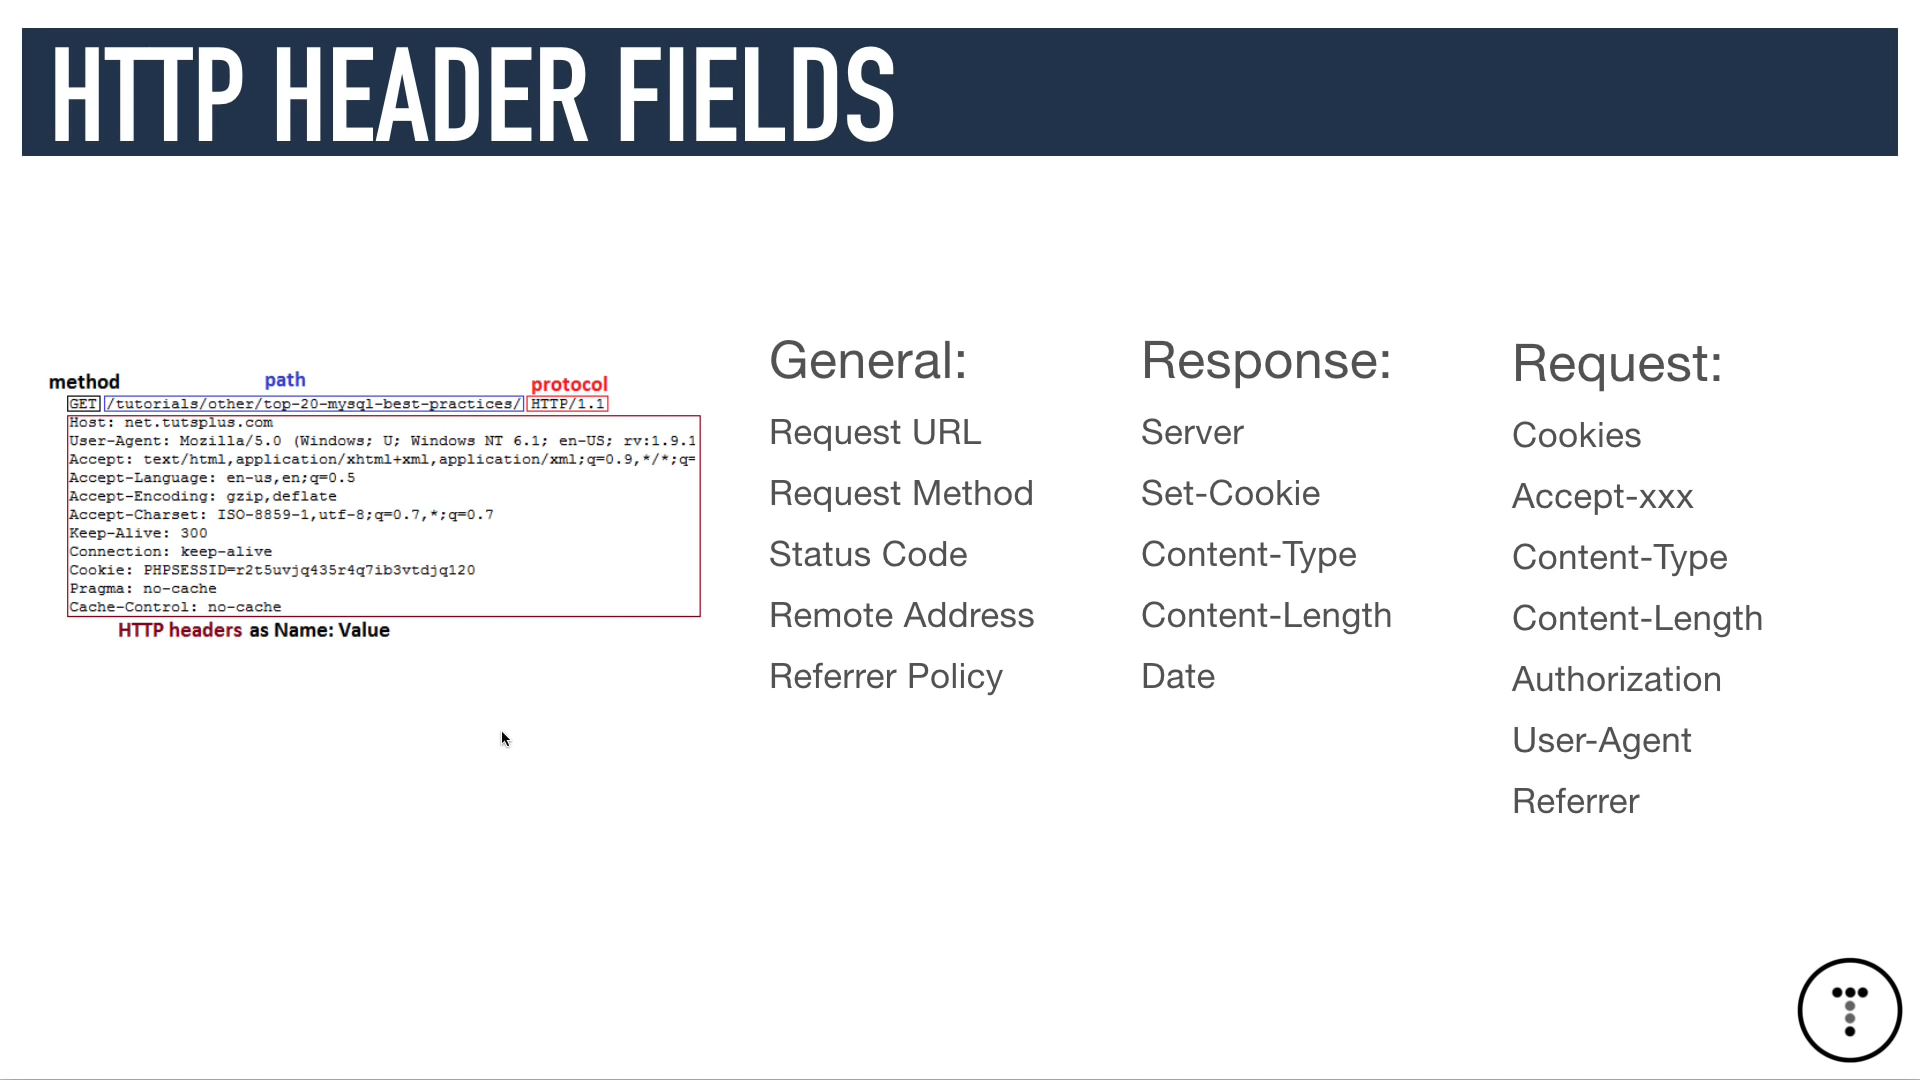 HTTP HEADER FIELDS
method path protocol
GET /tutorials/other/top-20-mysql-best-practices/ HTTP/1.1
Host: net.tutsplus.com
User-Agent: Mozilla/5.0 (Windows; U; Windows NT 6.1; en-US; rv:1.9.1
Accept: text/html,application/xhtml+xml,application/xml;q=0.9,*/*;q=
Accept-Language: en-us,en;q=0.5
Accept-Encoding: gzip,deflate
Accept-Charset: ISO-8859-1,utf-8;q=0.7,*;q=0.7
Keep-Alive: 300
Connection: keep-alive
Cookie: PHPSESSID=r2t5uvjq435r4q7ib3vtdjq120
Pragma: no-cache
Cache-Control: no-cache
HTTP headers as Name: Value
General:
Request URL
Request Method
Status Code
Remote Address
Referrer Policy
Response:
Server
Set-Cookie
Content-Type
Content-Length
Date
Request:
Cookies
Accept-xxx
Content-Type
Content-Length
Authorization
User-Agent
Referrer
T